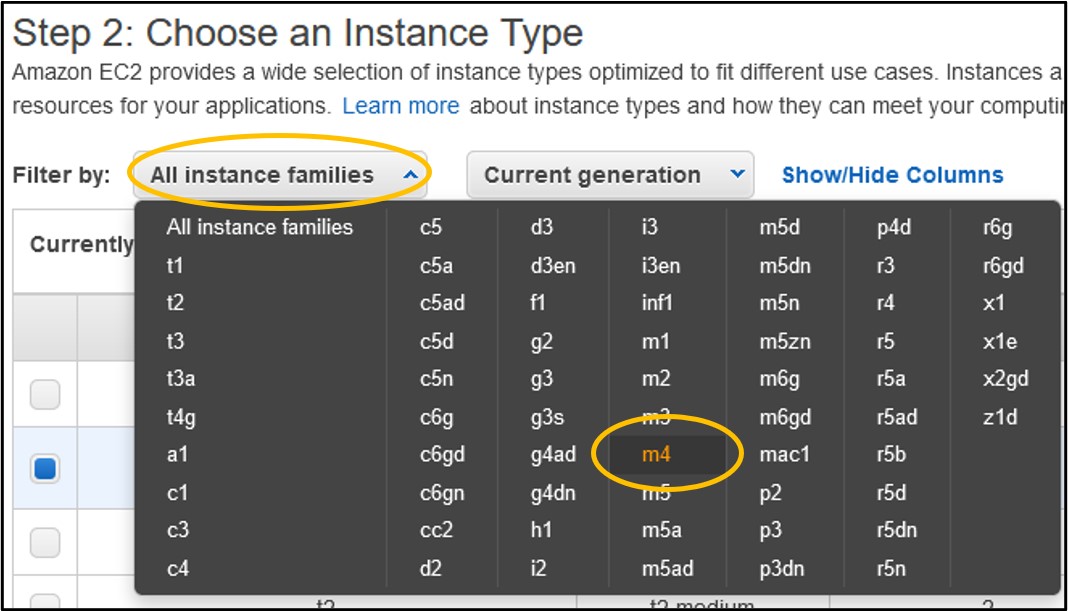 Step 2: Choose an Instance Type
Amazon EC2 provides a wide selection of instance types optimized to fit different use cases. Instances a
resources for your applications. Learn more about instance types and how they can meet your computin
Filter by: All instance families Current generation Show/Hide Columns
Currently
All instance families c5 d3 i3 m5d p4d r6g
t1 c5a d3en i3en m5dn r3 r6gd
t2 c5ad f1 inf1 m5n r4 x1
t3 c5d g2 m1 m5zn r5 x1e
t3a c5n g3 m2 m6g r5a x2gd
t4g c6g g3s m3 m6gd r5ad z1d
a1 c6gd g4ad m4 mac1 r5b
c1 c6gn g4dn m5 p2 r5d
c3 cc2 h1 m5a p3 r5dn
c4 d2 i2 m5ad p3dn r5n
t2 t2.medium 2